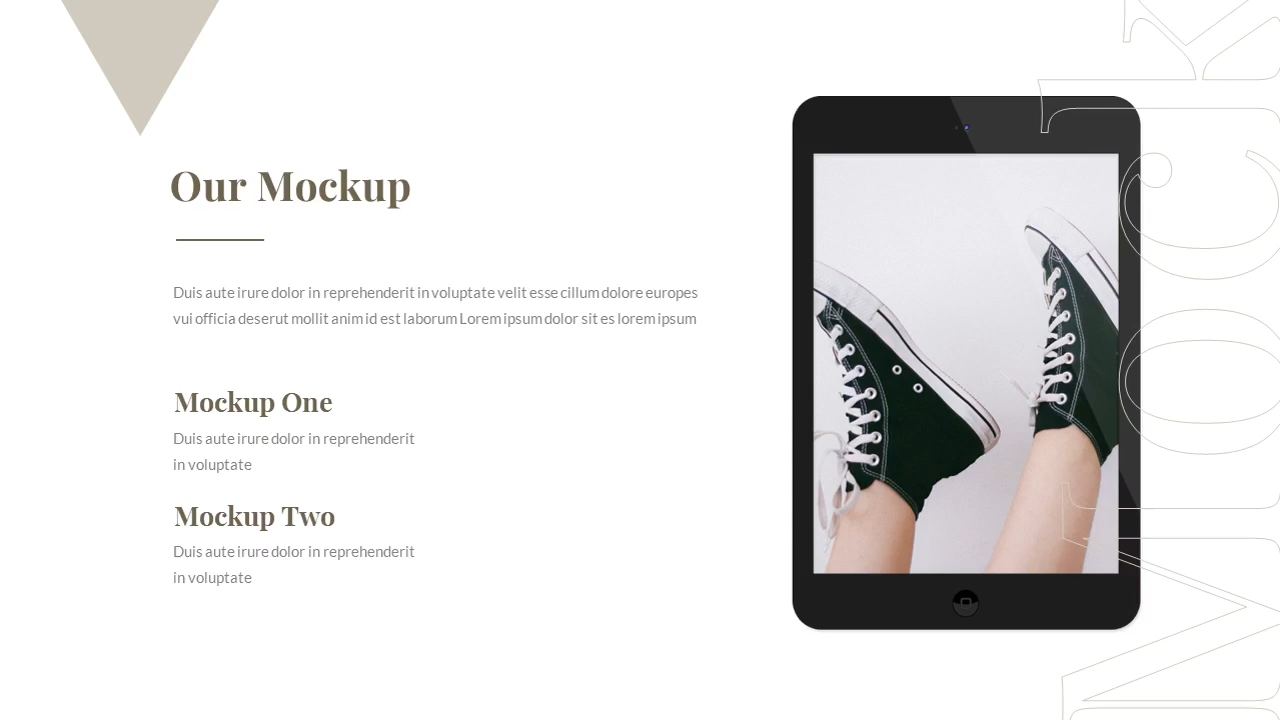 Our Mockup
Duis aute irure dolor in reprehenderit in voluptate velit esse cillum dolore europes
vui officia deserut mollit anim id est laborum Lorem ipsum dolor sit es lorem ipsum
Mockup One
Duis aute irure dolor in reprehenderit
in voluptate
Mockup Two
Duis aute irure dolor in reprehenderit
in voluptate
Mock